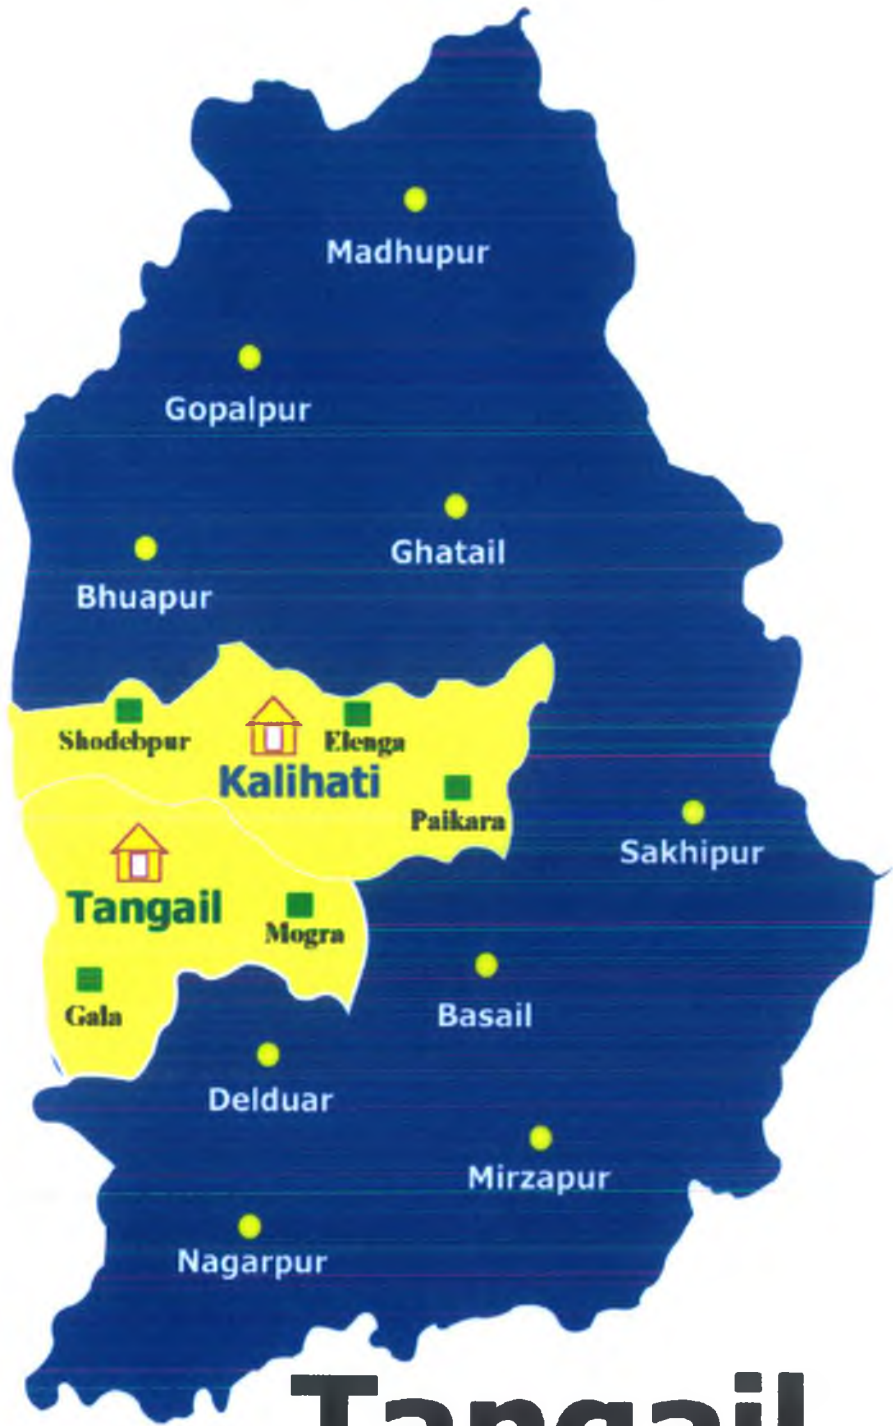 Madhupur
Gopalpur
Ghatail
Bhuapur
Shodebpur
Elenga
Kalihati
Paikara
Sakhipur
Tangail
Mogra
Basail
Gala
Delduar
Mirzapur
Nagarpur
Tangail